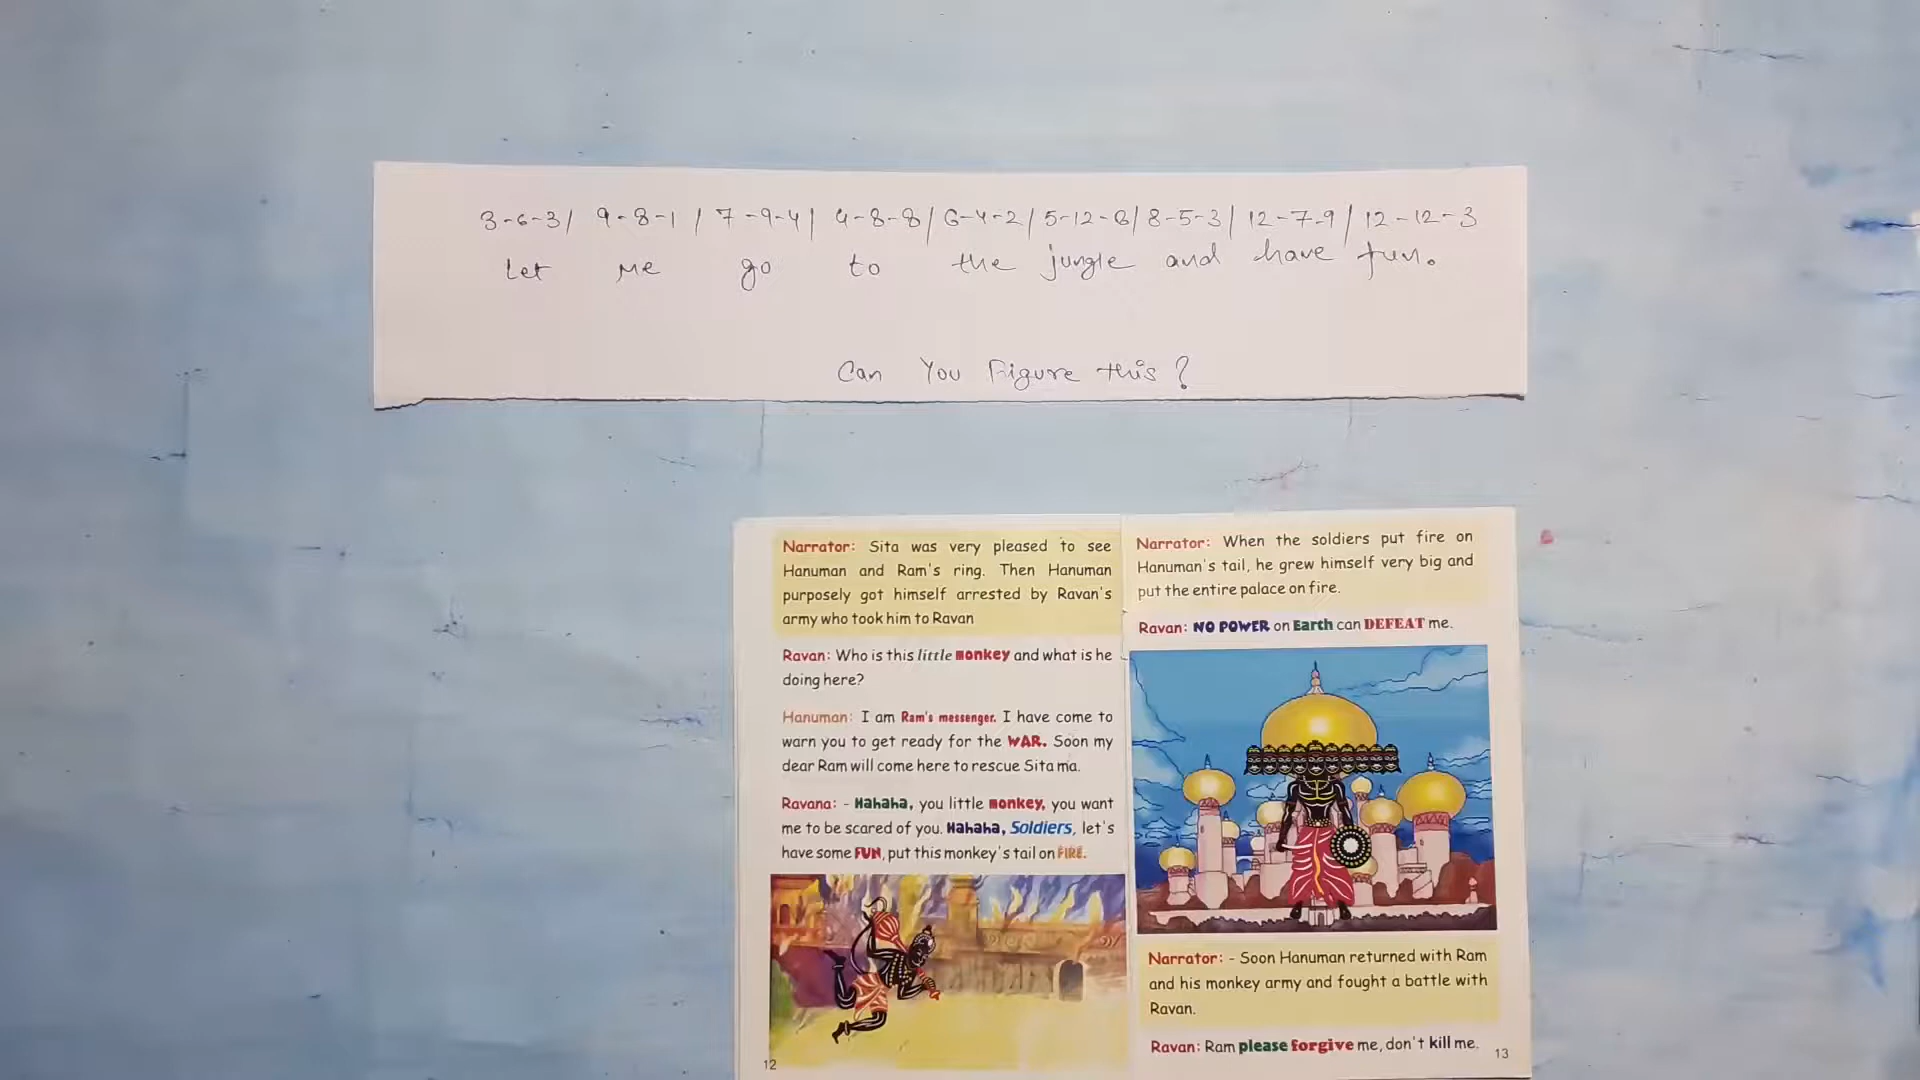 3-6-3/ 9-8-1 / 7-9-4/ 4-8-8/ 6-4-2/ 5-12-8/ 8-5-3/ 12-7-9/ 12-12-3
Let me go to the jungle and have fun.
Can You Figure this?
Narrator: Sita was very pleased to see
Hanuman and Ram's ring. Then Hanuman
purposely got himself arrested by Ravan's
army who took him to Ravan
Ravan: Who is this little monkey and what is he
doing here?
Hanuman: I am Ram's messenger. I have come to
warn you to get ready for the WAR. Soon my
dear Ram will come here to rescue Sita ma.
Ravana: - Hahaha, you little monkey, you want
me to be scared of you. Hahaha, Soldiers, let's
have some FUN, put this monkey's tail on FIRE.
12
Narrator: When the soldiers put fire on
Hanuman's tail, he grew himself very big and
put the entire palace on fire.
Ravan: NO POWER on Earth can DEFEAT me.
Narrator: - Soon Hanuman returned with Ram
and his monkey army and fought a battle with
Ravan.
Ravan: Ram please forgive me, don't kill me.
13